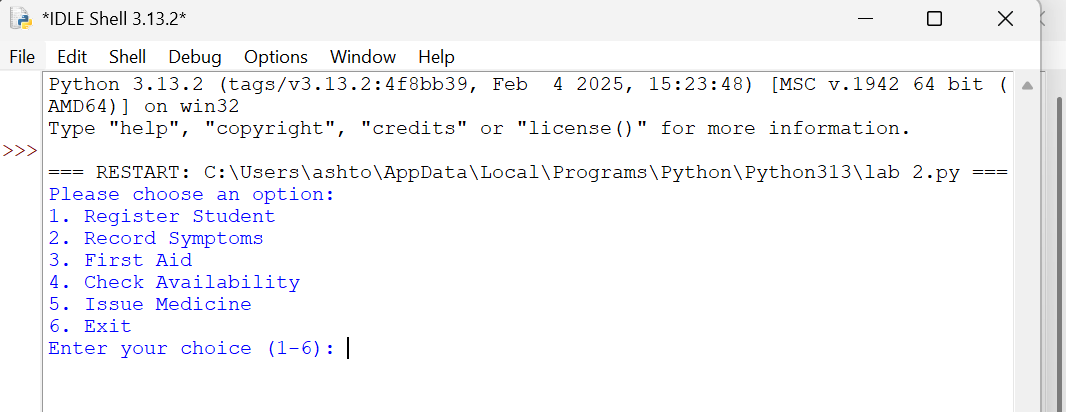 *IDLE Shell 3.13.2*
File Edit Shell Debug Options Window Help
Python 3.13.2 (tags/v3.13.2:4f8bb39, Feb  4 2025, 15:23:48) [MSC v.1942 64 bit (
AMD64)] on win32
Type "help", "copyright", "credits" or "license()" for more information.
>>>
=== RESTART: C:\Users\ashto\AppData\Local\Programs\Python\Python313\lab 2.py ===
Please choose an option:
1. Register Student
2. Record Symptoms
3. First Aid
4. Check Availability
5. Issue Medicine
6. Exit
Enter your choice (1-6):